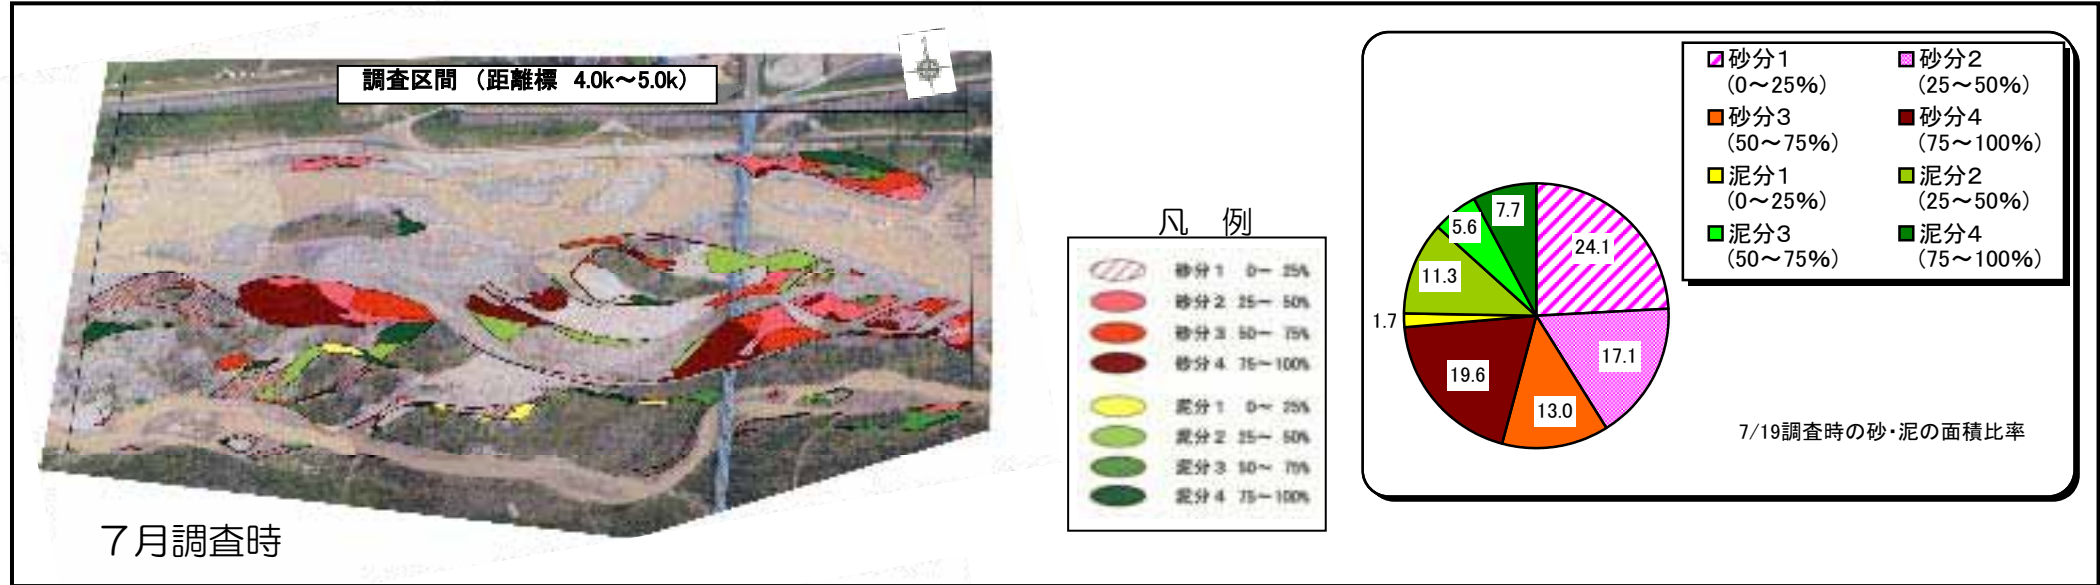 調査区間 (距離標 4.0k～5.0k)
7月調査時
凡 例
砂分1 0～ 25%
砂分2 25～ 50%
砂分3 50～ 75%
砂分4 75～100%
泥分1 0～ 25%
泥分2 25～ 50%
泥分3 50～ 75%
泥分4 75～100%
砂分1
(0～25%)
砂分2
(25～50%)
砂分3
(50～75%)
砂分4
(75～100%)
泥分1
(0～25%)
泥分2
(25～50%)
泥分3
(50～75%)
泥分4
(75～100%)
24.1
17.1
13.0
19.6
1.7
11.3
5.6
7.7
7/19調査時の砂・泥の面積比率